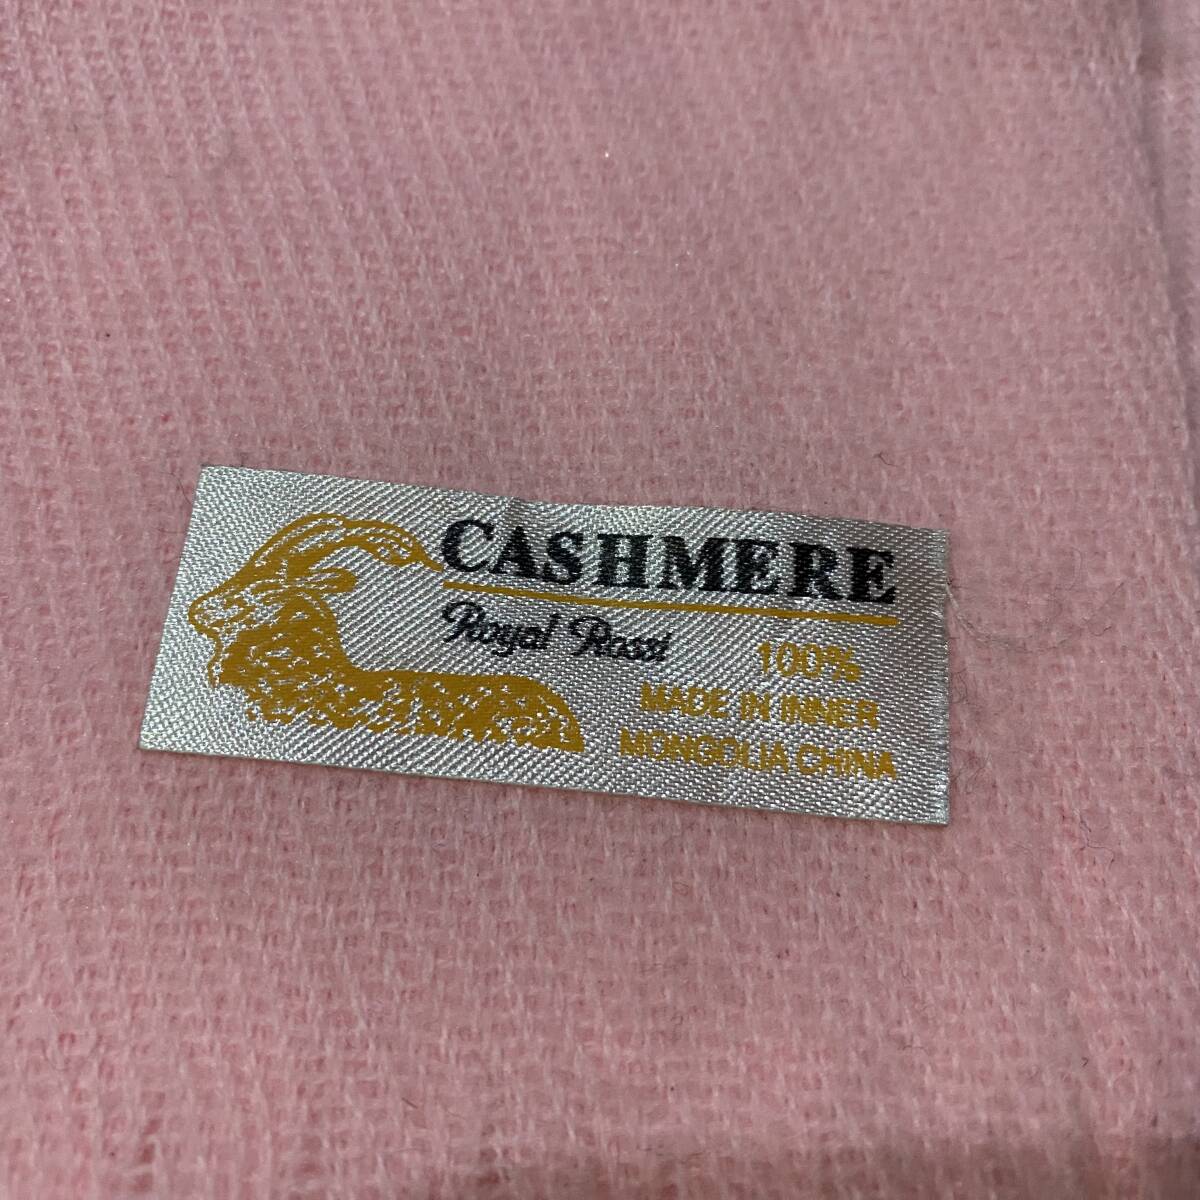 CASHMERE
Royal Rossi
100%
MADE IN INNER
MONGOLIA CHINA